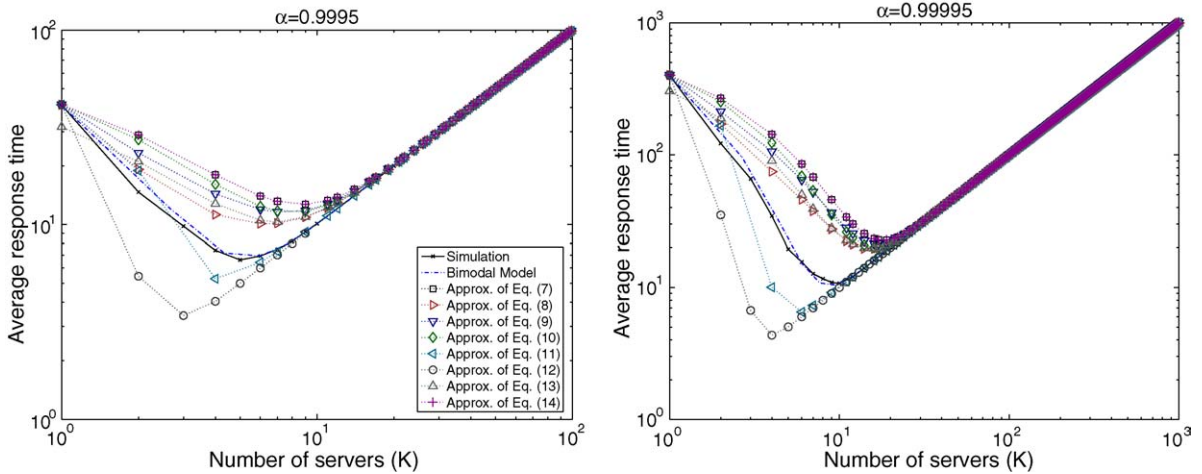 α=0.9995
10^2
10^1
10^0
Average response time
10^0
10^1
10^2
Number of servers (K)
Simulation
Bimodal Model
Approx. of Eq. (7)
Approx. of Eq. (8)
Approx. of Eq. (9)
Approx. of Eq. (10)
Approx. of Eq. (11)
Approx. of Eq. (12)
Approx. of Eq. (13)
Approx. of Eq. (14)
α=0.99995
10^3
10^2
10^1
10^0
Average response time
10^0
10^1
10^2
10^3
Number of servers (K)